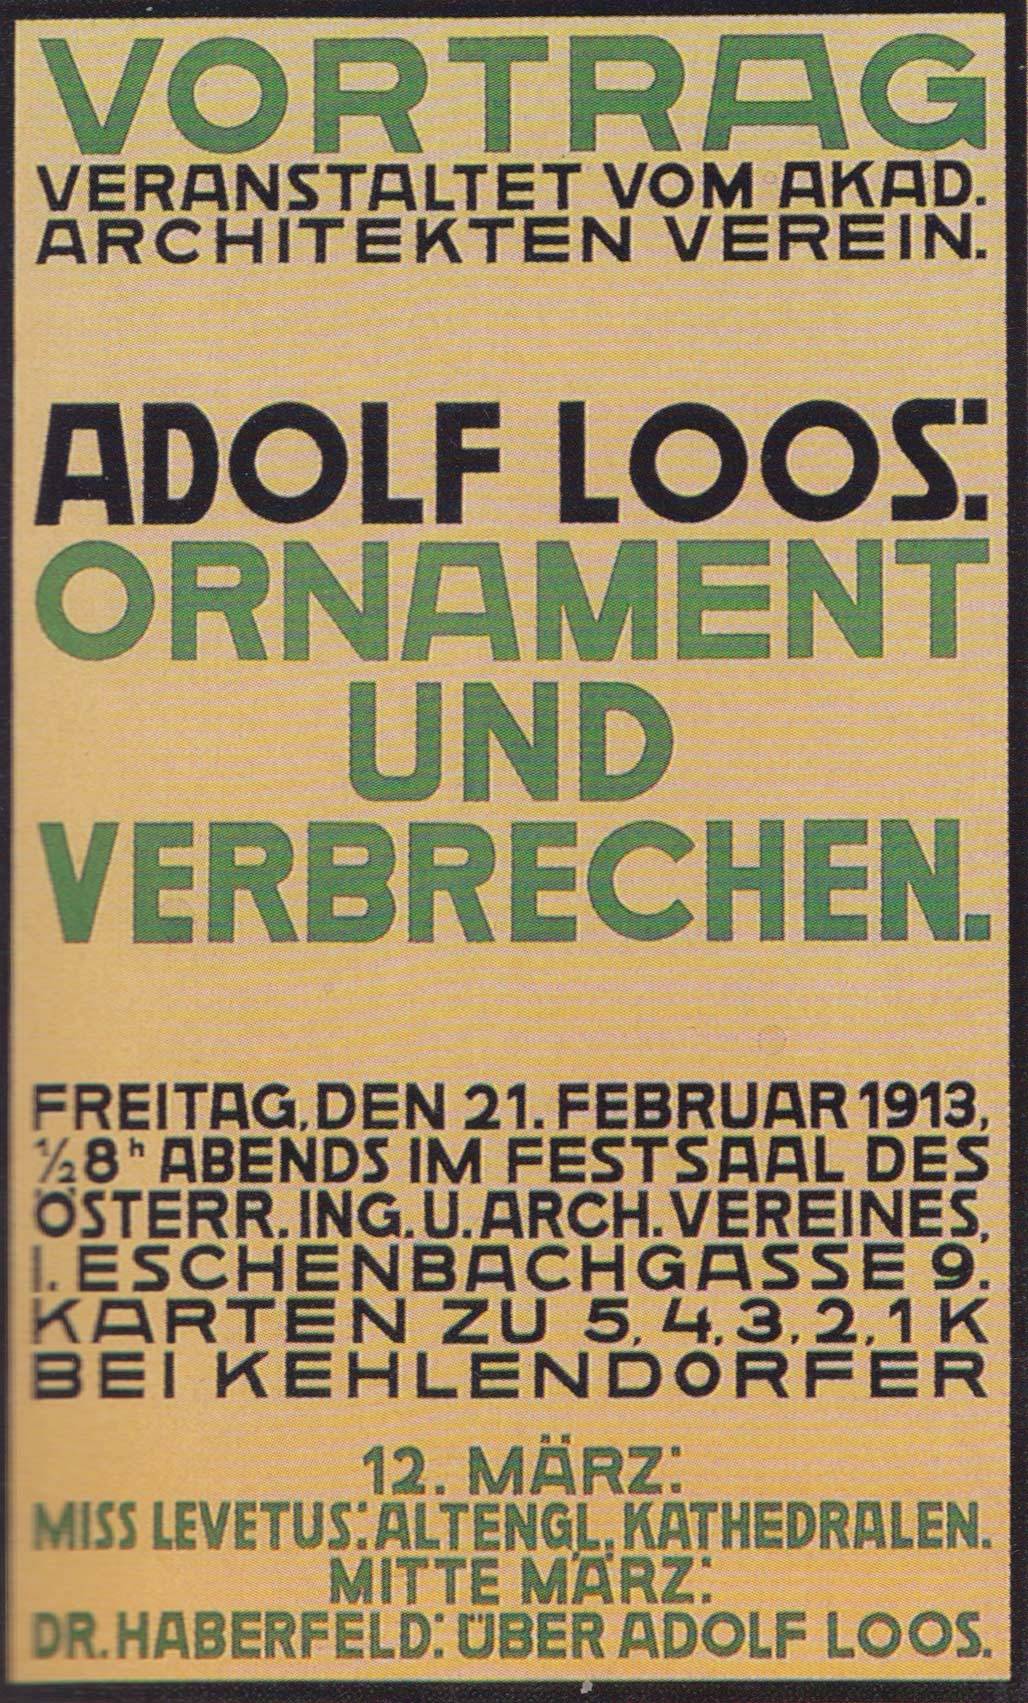 VORTRAG
VERANSTALTET VOM AKAD.
ARCHITEKTEN VEREIN.
ADOLF LOOS:
ORNAMENT
UND
VERBRECHEN.
FREITAG, DEN 21. FEBRUAR 1913,
½8ʰ ABENDS IM FESTSAAL DES
ÖSTERR. ING. U. ARCH. VEREINES,
I. ESCHENBACHGASSE 9.
KARTEN ZU 5, 4, 3, 2, 1 K
BEI KEHLENDORFER
12. MÄRZ:
MISS LEVETUS: ALTENGL. KATHEDRALEN.
MITTE MÄRZ:
DR. HABERFELD: ÜBER ADOLF LOOS.